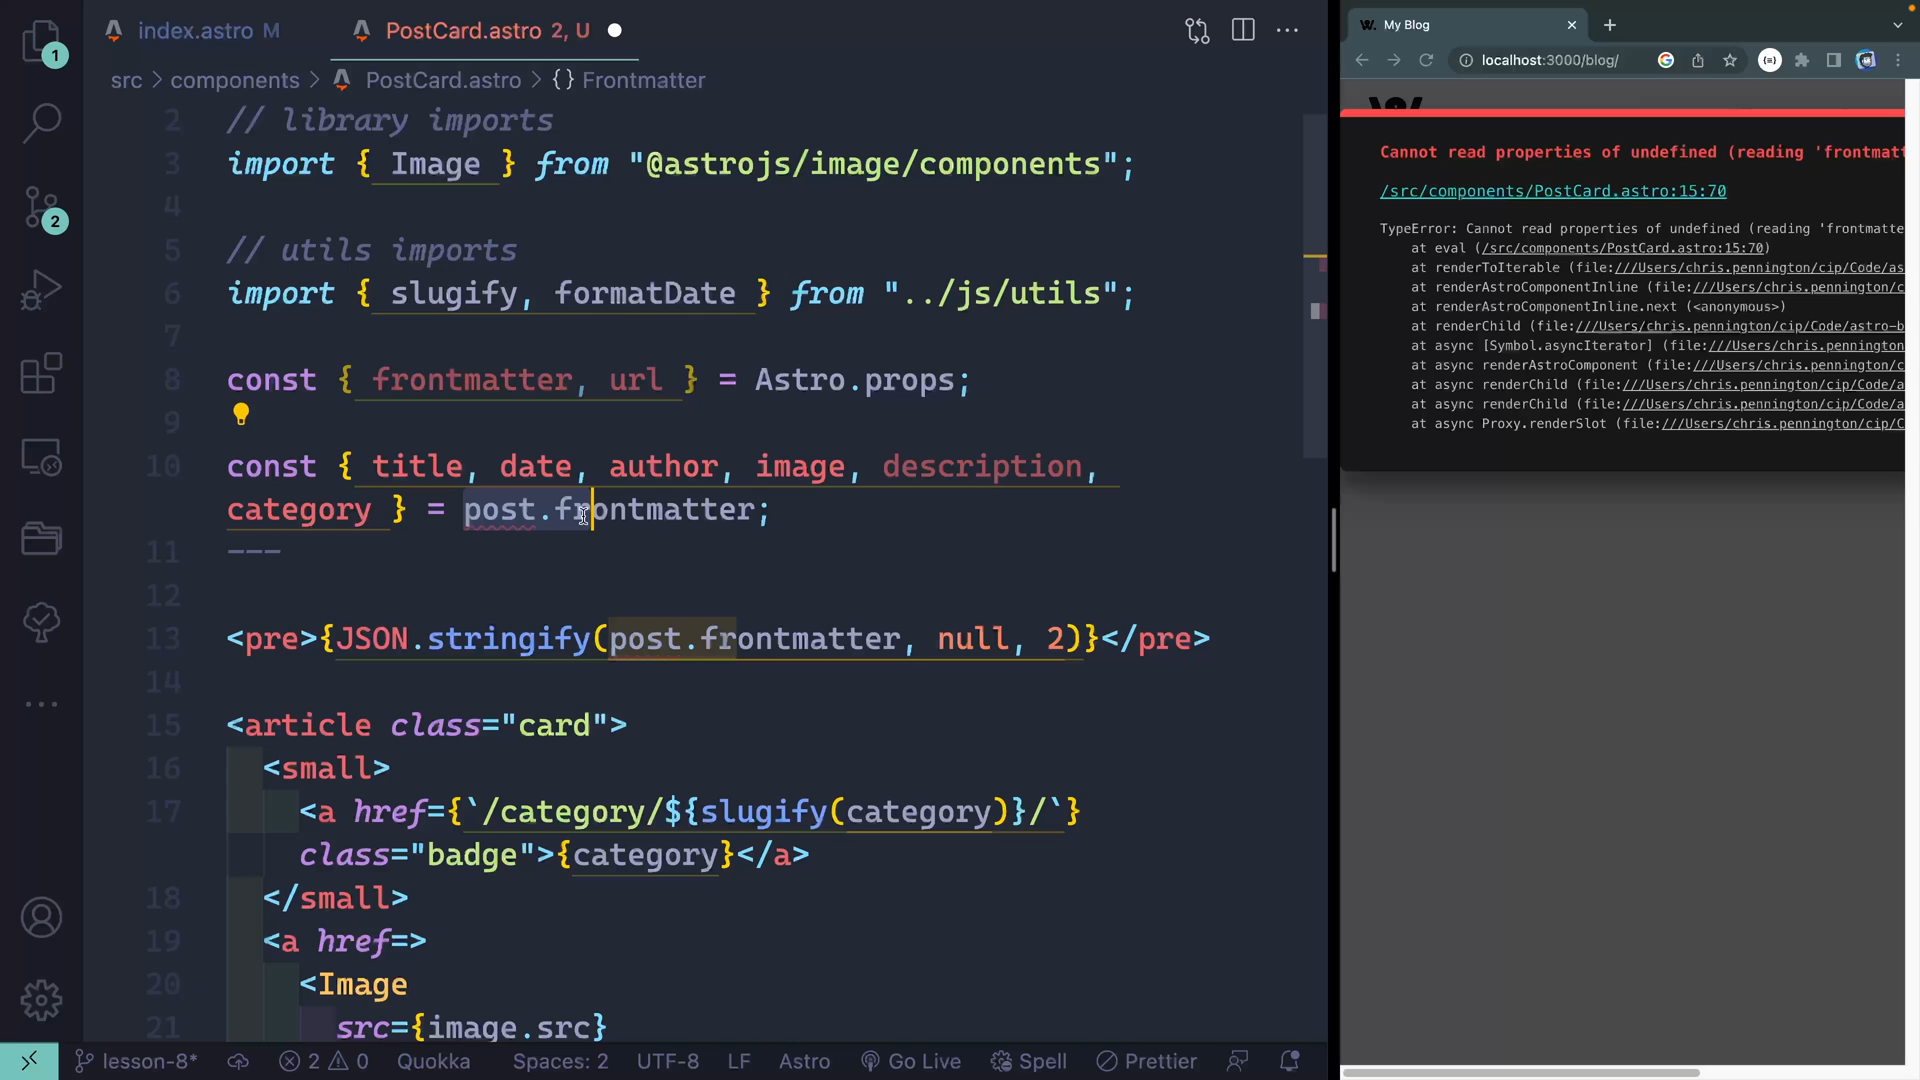 index.astro M
PostCard.astro 2, U
src > components > PostCard.astro > {} Frontmatter
2 // library imports
3 import { Image } from "@astrojs/image/components";
4
5 // utils imports
6 import { slugify, formatDate } from "../js/utils";
7
8 const { frontmatter, url } = Astro.props;
9
10 const { title, date, author, image, description,
category } = post.frontmatter;
11 ---
12
13 <pre>{JSON.stringify(post.frontmatter, null, 2)}</pre>
14
15 <article class="card">
16 <small>
17 <a href={`/category/${slugify(category)}/`}
class="badge">{category}</a>
18 </small>
19 <a href=>
20 <Image
21 src={image.src}
1
2
lesson-8* 2 0 Quokka Spaces: 2 UTF-8 LF Astro Go Live Spell Prettier
My Blog
localhost:3000/blog/
Cannot read properties of undefined (reading 'frontmatt
/src/components/PostCard.astro:15:70
TypeError: Cannot read properties of undefined (reading 'frontmatte
at eval (/src/components/PostCard.astro:15:70)
at renderToIterable (file:///Users/chris.pennington/cip/Code/as
at renderAstroComponentInline (file:///Users/chris.pennington/c
at renderAstroComponentInline.next (<anonymous>)
at renderChild (file:///Users/chris.pennington/cip/Code/astro-b
at async [Symbol.asyncIterator] (file:///Users/chris.pennington
at async renderAstroComponent (file:///Users/chris.pennington/c
at async renderChild (file:///Users/chris.pennington/cip/Code/a
at async renderChild (file:///Users/chris.pennington/cip/Code/a
at async Proxy.renderSlot (file:///Users/chris.pennington/cip/C